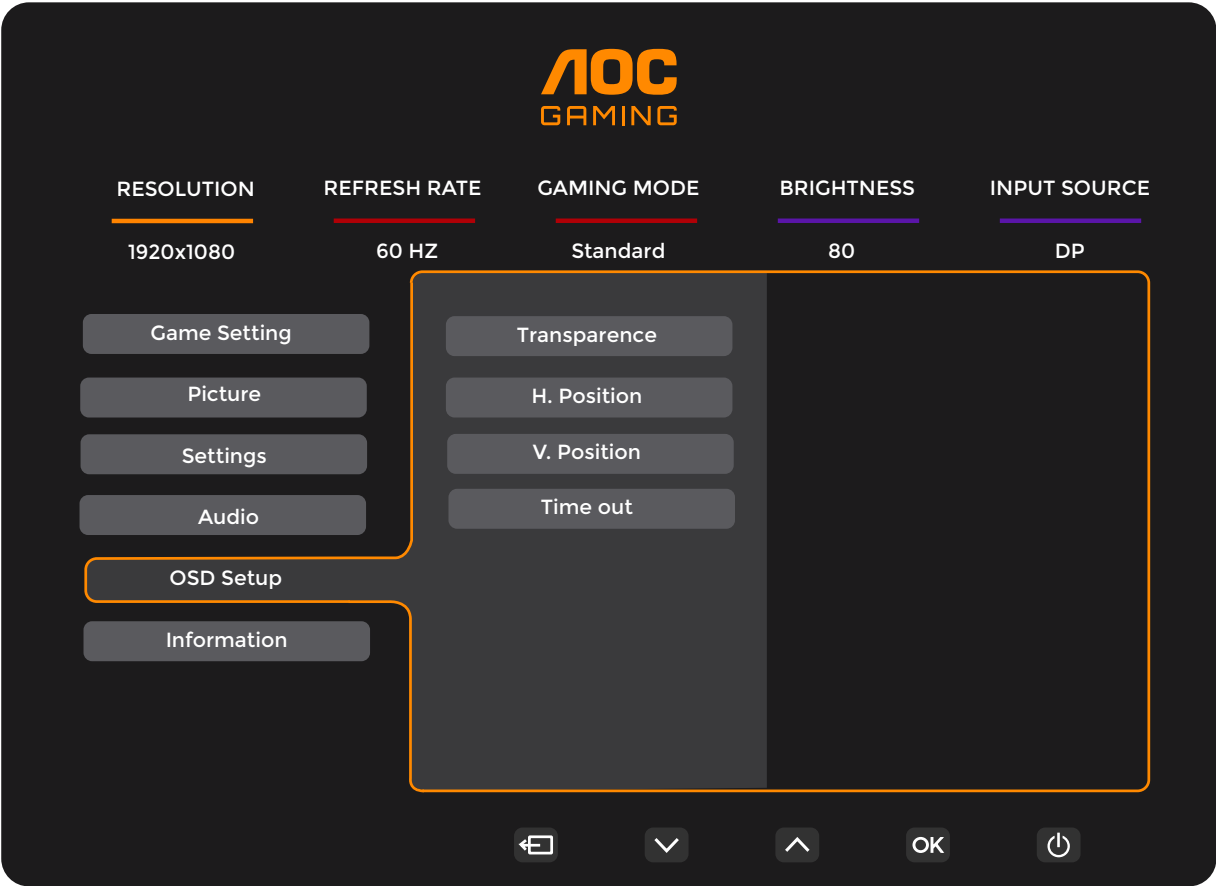 AOC
GAMING
RESOLUTION REFRESH RATE GAMING MODE BRIGHTNESS INPUT SOURCE
1920x1080 60 HZ Standard 80 DP
Game Setting
Picture
Settings
Audio
OSD Setup
Information
Transparence
H. Position
V. Position
Time out
OK